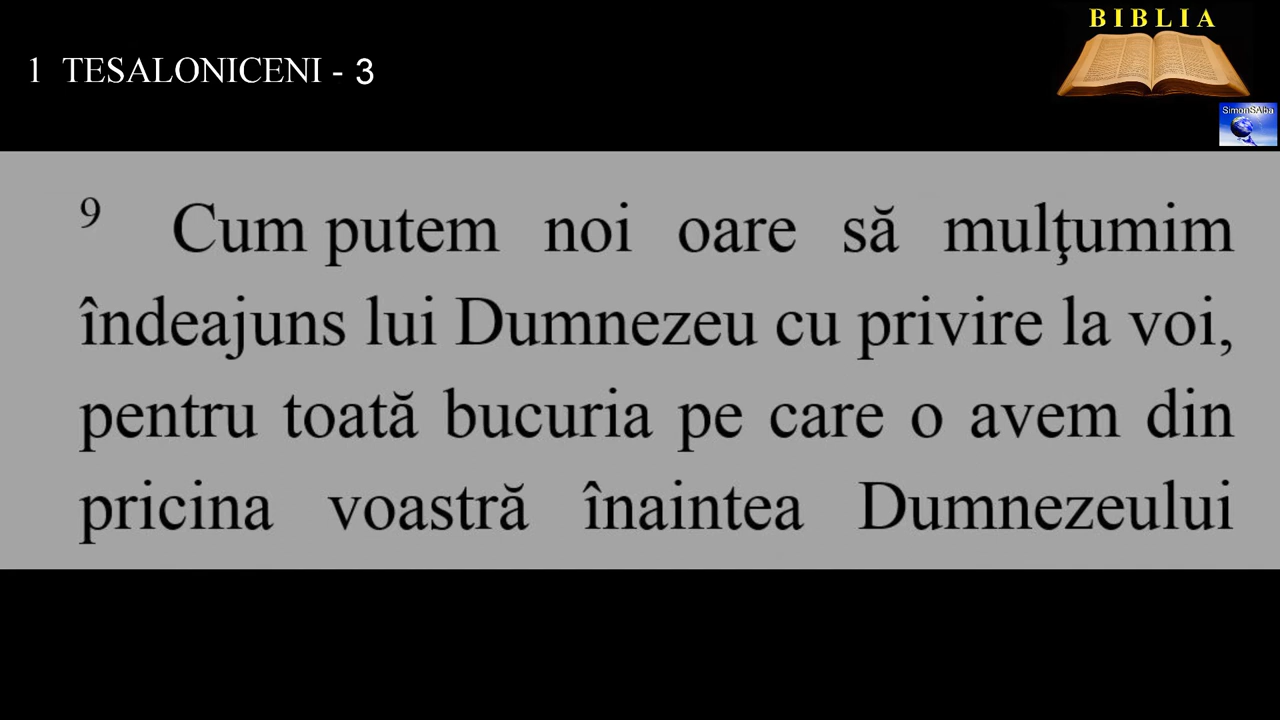 BIBLIA
1 TESALONICENI - 3
SimonSAlba
9 Cum putem noi oare să mulţumim
îndeajuns lui Dumnezeu cu privire la voi,
pentru toată bucuria pe care o avem din
pricina voastră înaintea Dumnezeului